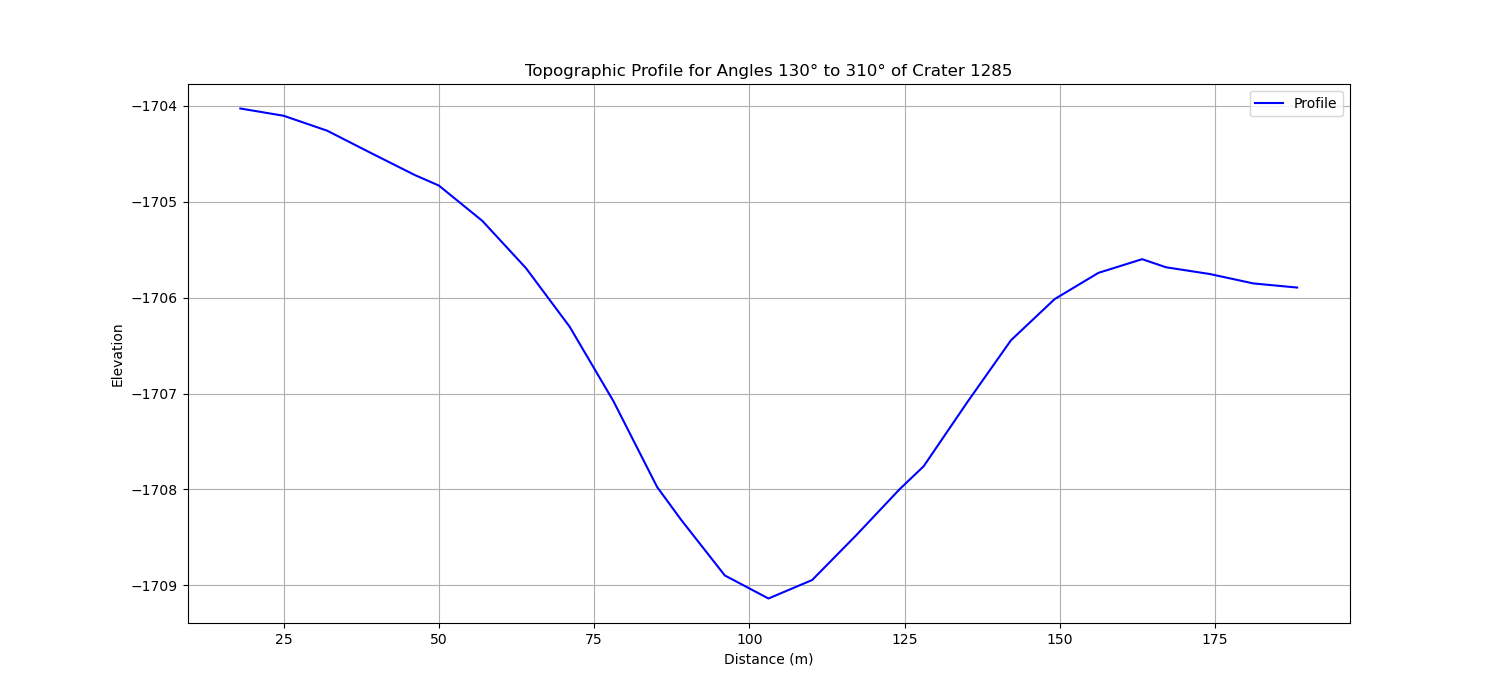 Topographic Profile for Angles 130° to 310° of Crater 1285
Profile
−1704
−1705
−1706
−1707
−1708
−1709
Elevation
25 50 75 100 125 150 175
Distance (m)